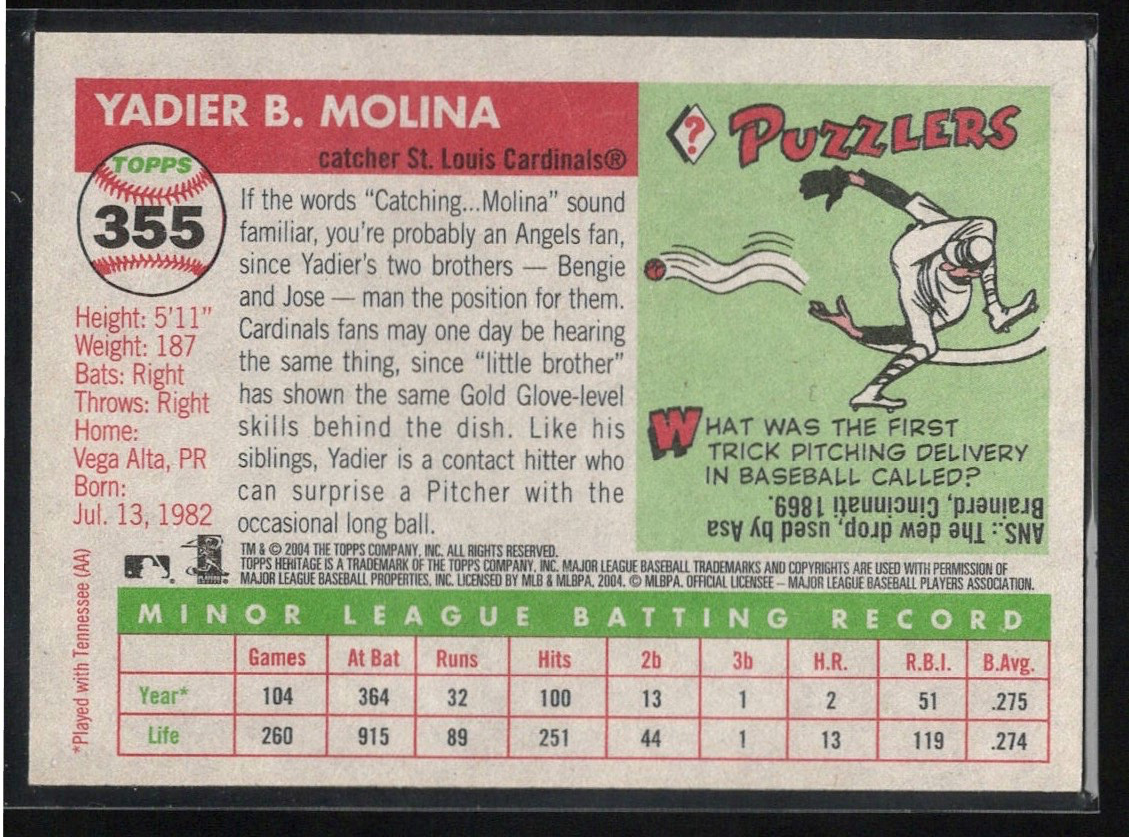 YADIER B. MOLINA
catcher St. Louis Cardinals®
TOPPS
355
Height: 5'11"
Weight: 187
Bats: Right
Throws: Right
Home:
Vega Alta, PR
Born:
Jul. 13, 1982
If the words "Catching...Molina" sound
familiar, you're probably an Angels fan,
since Yadier's two brothers — Bengie
and Jose — man the position for them.
Cardinals fans may one day be hearing
the same thing, since "little brother"
has shown the same Gold Glove-level
skills behind the dish. Like his
siblings, Yadier is a contact hitter who
can surprise a Pitcher with the
occasional long ball.
? PUZZLERS
WHAT WAS THE FIRST
TRICK PITCHING DELIVERY
IN BASEBALL CALLED?
ANS.: The dew drop, used by Asa
Brainerd, Cincinnati 1869.
TM & © 2004 THE TOPPS COMPANY, INC. ALL RIGHTS RESERVED.
TOPPS HERITAGE IS A TRADEMARK OF THE TOPPS COMPANY, INC. MAJOR LEAGUE BASEBALL TRADEMARKS AND COPYRIGHTS ARE USED WITH PERMISSION OF
MAJOR LEAGUE BASEBALL PROPERTIES, INC. LICENSED BY MLB & MLBPA, 2004. © MLBPA. OFFICIAL LICENSEE – MAJOR LEAGUE BASEBALL PLAYERS ASSOCIATION.
*Played with Tennessee (AA)
MINOR LEAGUE BATTING RECORD
Games At Bat Runs Hits 2b 3b H.R. R.B.I. B.Avg.
Year* 104 364 32 100 13 1 2 51 .275
Life 260 915 89 251 44 1 13 119 .274